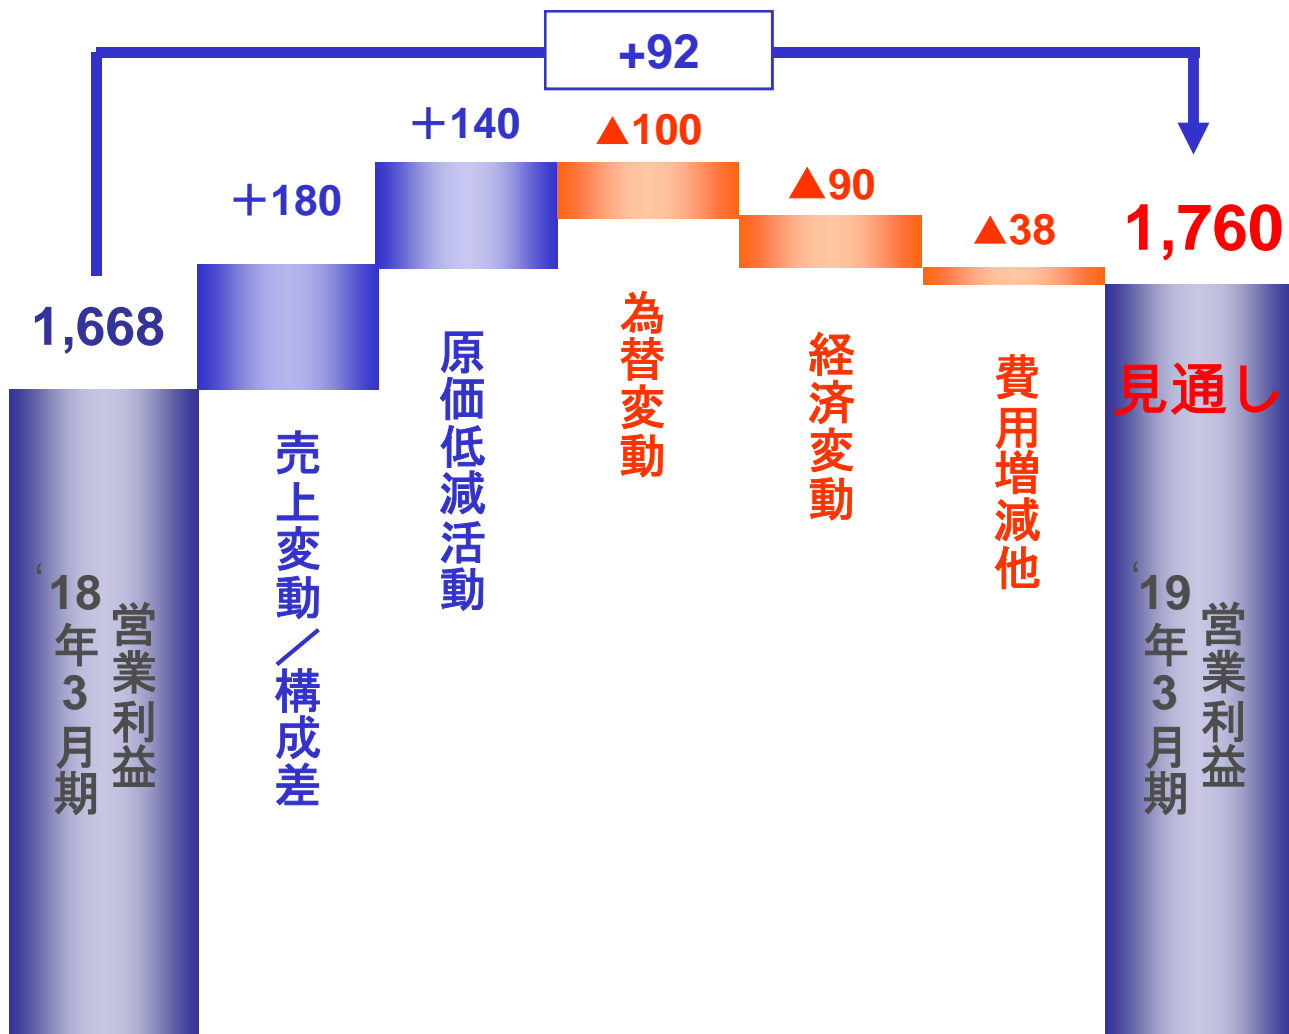 +92
＋140
▲100
＋180
▲90
▲38
1,760
1,668
見通し
売上変動／構成差
原価低減活動
為替変動
経済変動
費用増減他
‘18年3月期
営業利益
‘19年3月期
営業利益